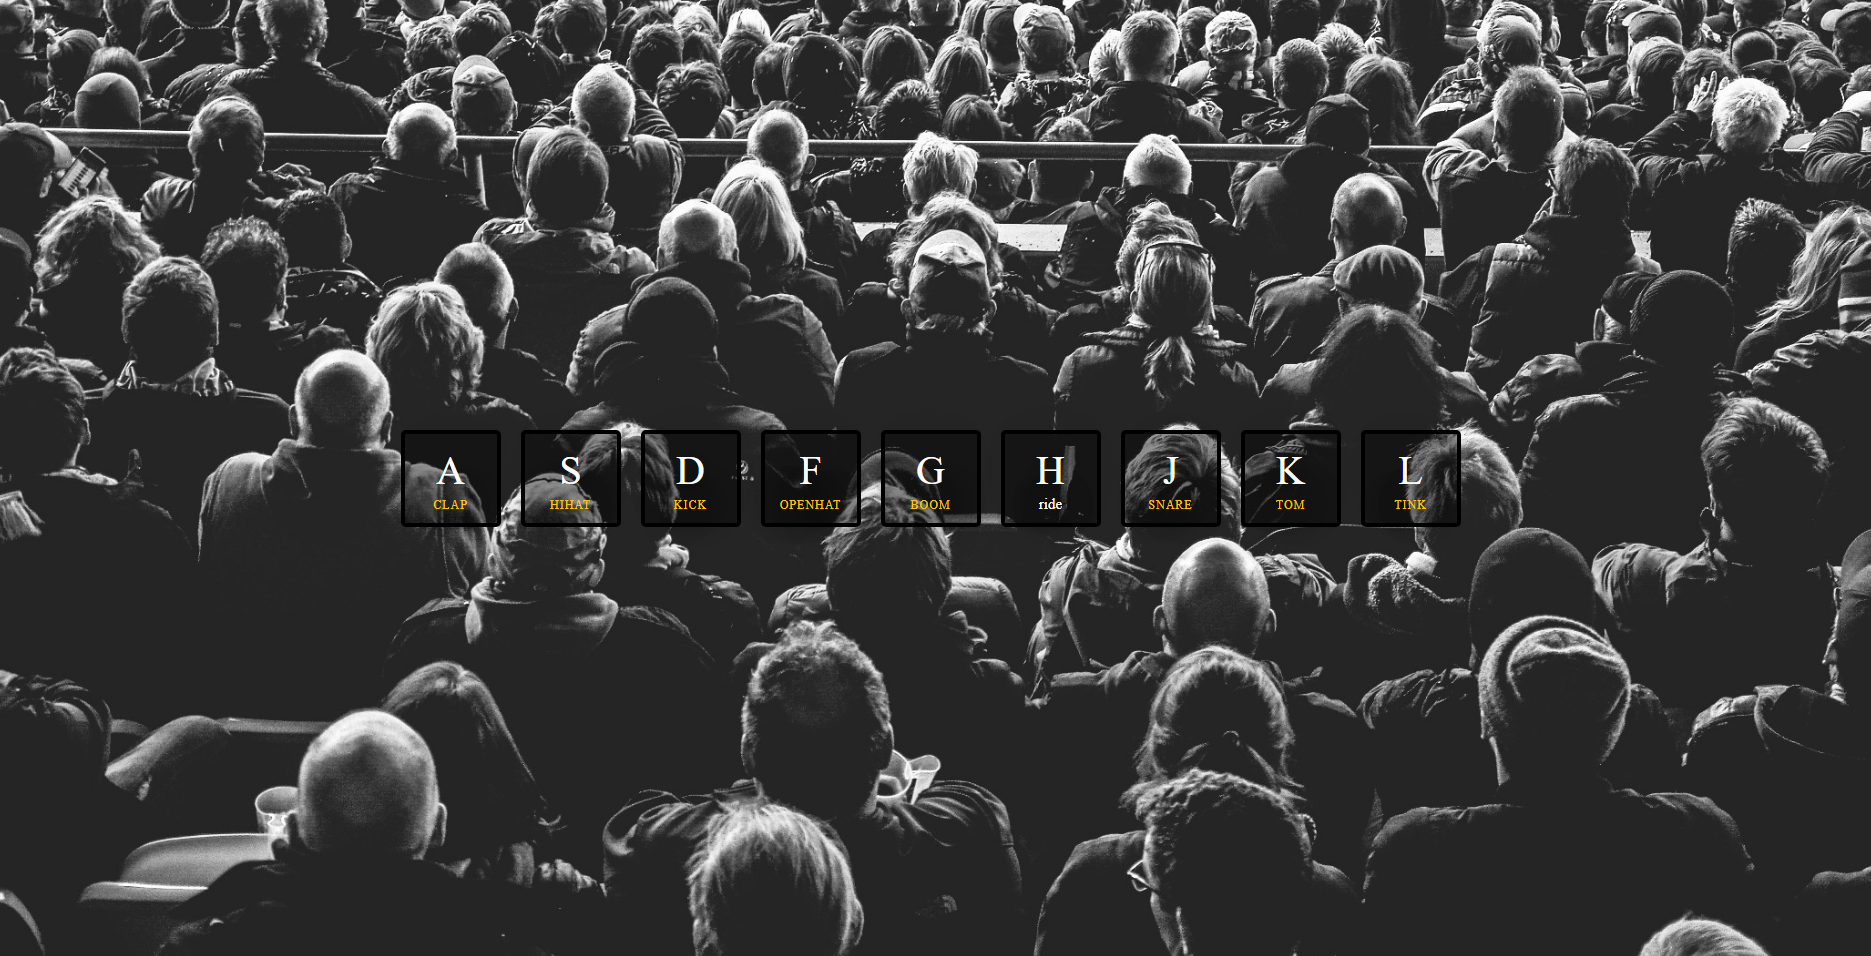 A S D F G H J K L
CLAP HIHAT KICK OPENHAT BOOM ride SNARE TOM TINK